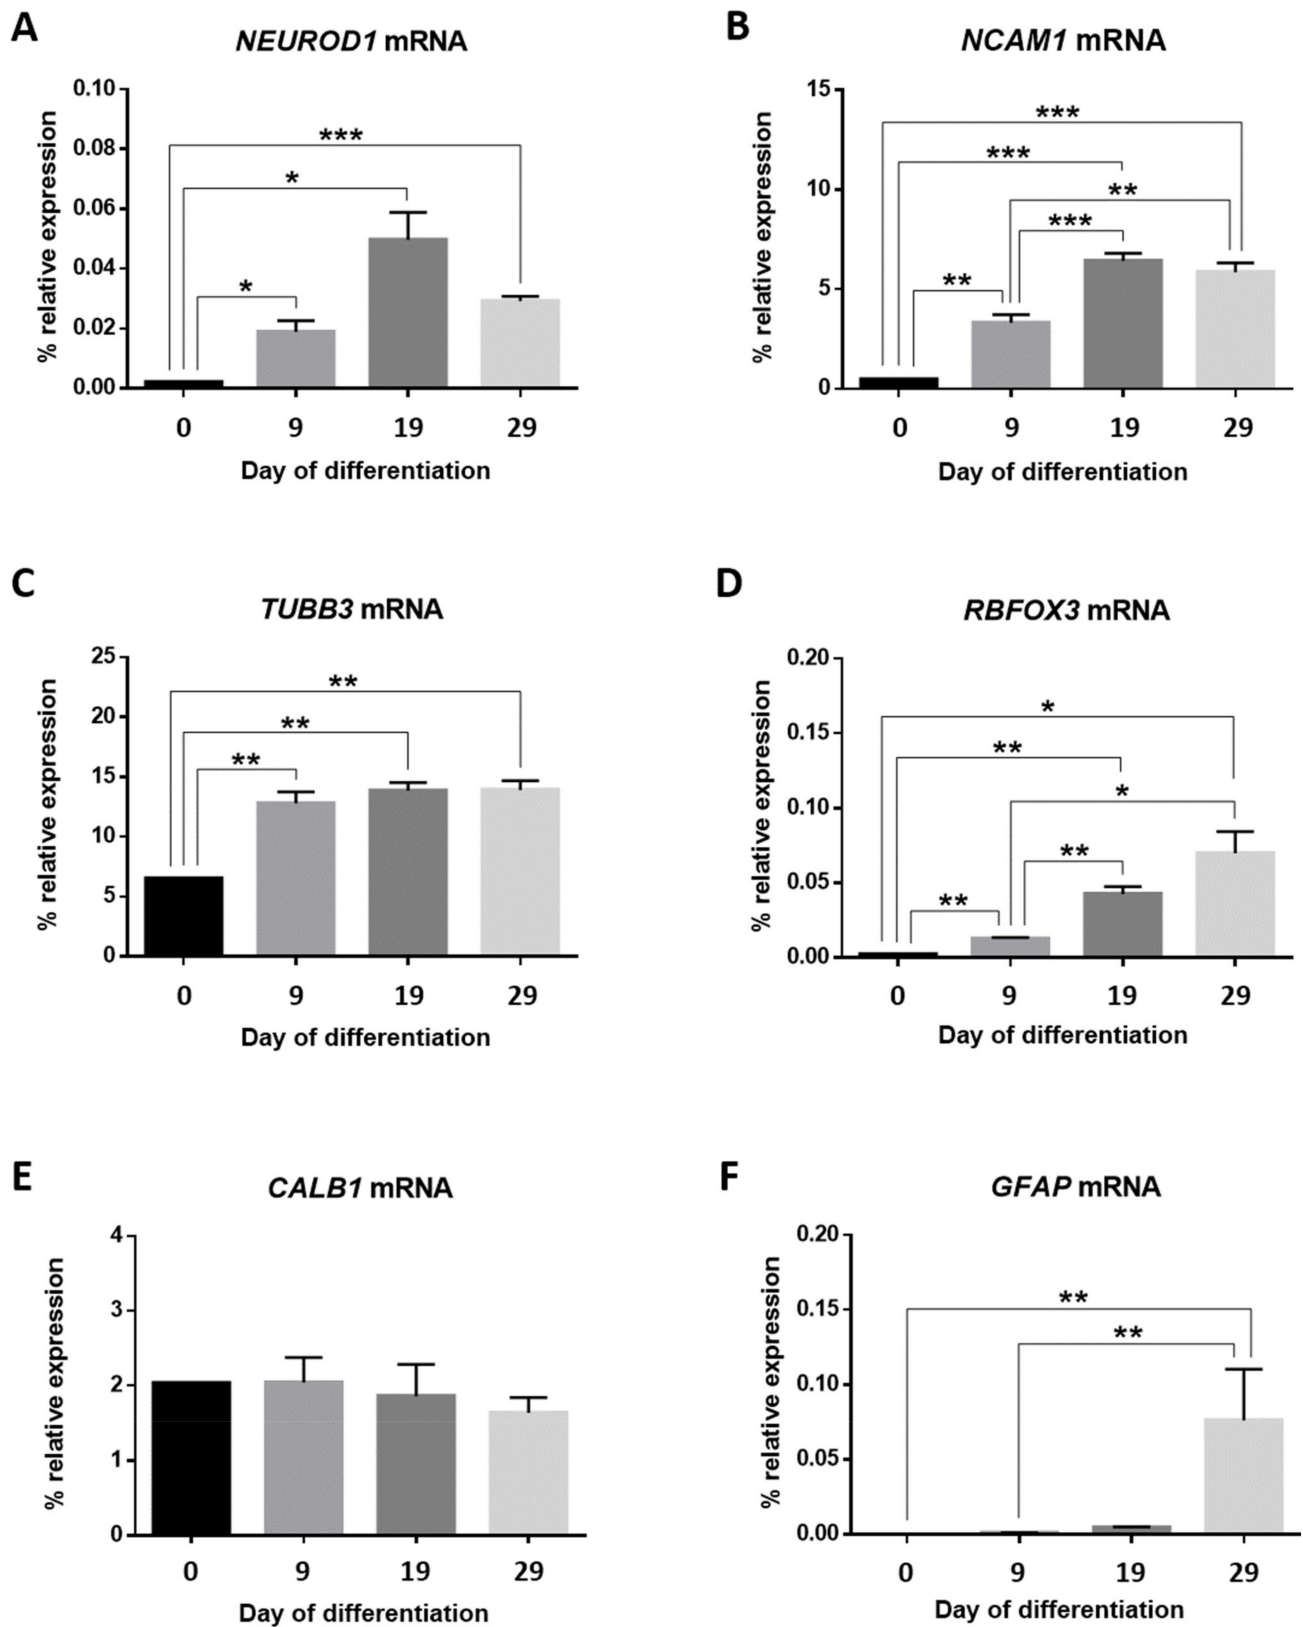 A
NEUROD1 mRNA
% relative expression
0.10
0.08
0.06
0.04
0.02
0.00
***
*
*
0 9 19 29
Day of differentiation
B
NCAM1 mRNA
% relative expression
15
10
5
0
***
***
**
***
**
0 9 19 29
Day of differentiation
C
TUBB3 mRNA
% relative expression
25
20
15
10
5
0
**
**
**
0 9 19 29
Day of differentiation
D
RBFOX3 mRNA
% relative expression
0.20
0.15
0.10
0.05
0.00
*
**
*
**
**
0 9 19 29
Day of differentiation
E
CALB1 mRNA
% relative expression
4
3
2
1
0
0 9 19 29
Day of differentiation
F
GFAP mRNA
% relative expression
0.20
0.15
0.10
0.05
0.00
**
**
0 9 19 29
Day of differentiation